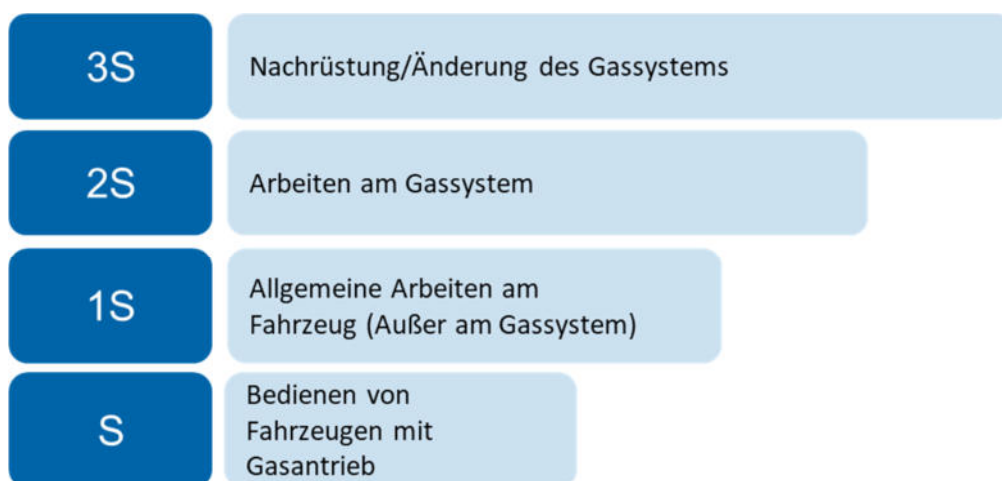 3S
Nachrüstung/Änderung des Gassystems
2S
Arbeiten am Gassystem
1S
Allgemeine Arbeiten am
Fahrzeug (Außer am Gassystem)
S
Bedienen von
Fahrzeugen mit
Gasantrieb